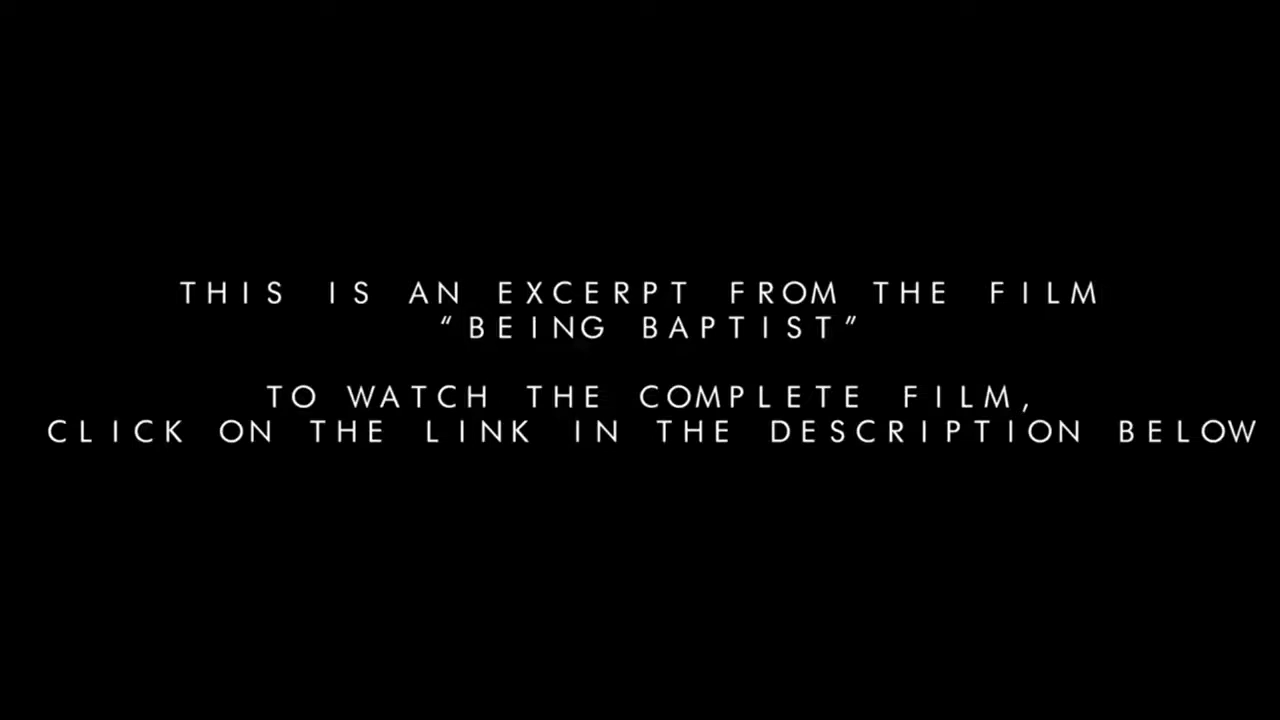 THIS IS AN EXCERPT FROM THE FILM
“BEING BAPTIST”
TO WATCH THE COMPLETE FILM,
CLICK ON THE LINK IN THE DESCRIPTION BELOW